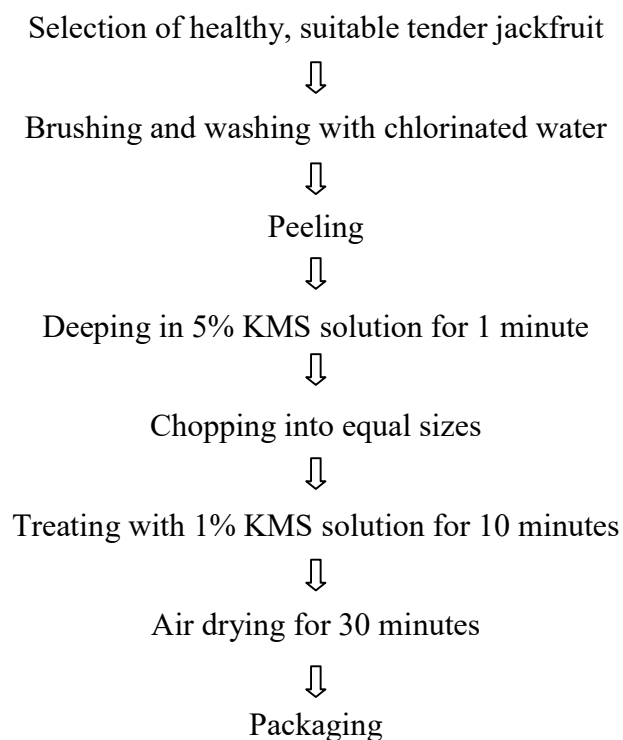 Selection of healthy, suitable tender jackfruit
⇩
Brushing and washing with chlorinated water
⇩
Peeling
⇩
Deeping in 5% KMS solution for 1 minute
⇩
Chopping into equal sizes
⇩
Treating with 1% KMS solution for 10 minutes
⇩
Air drying for 30 minutes
⇩
Packaging